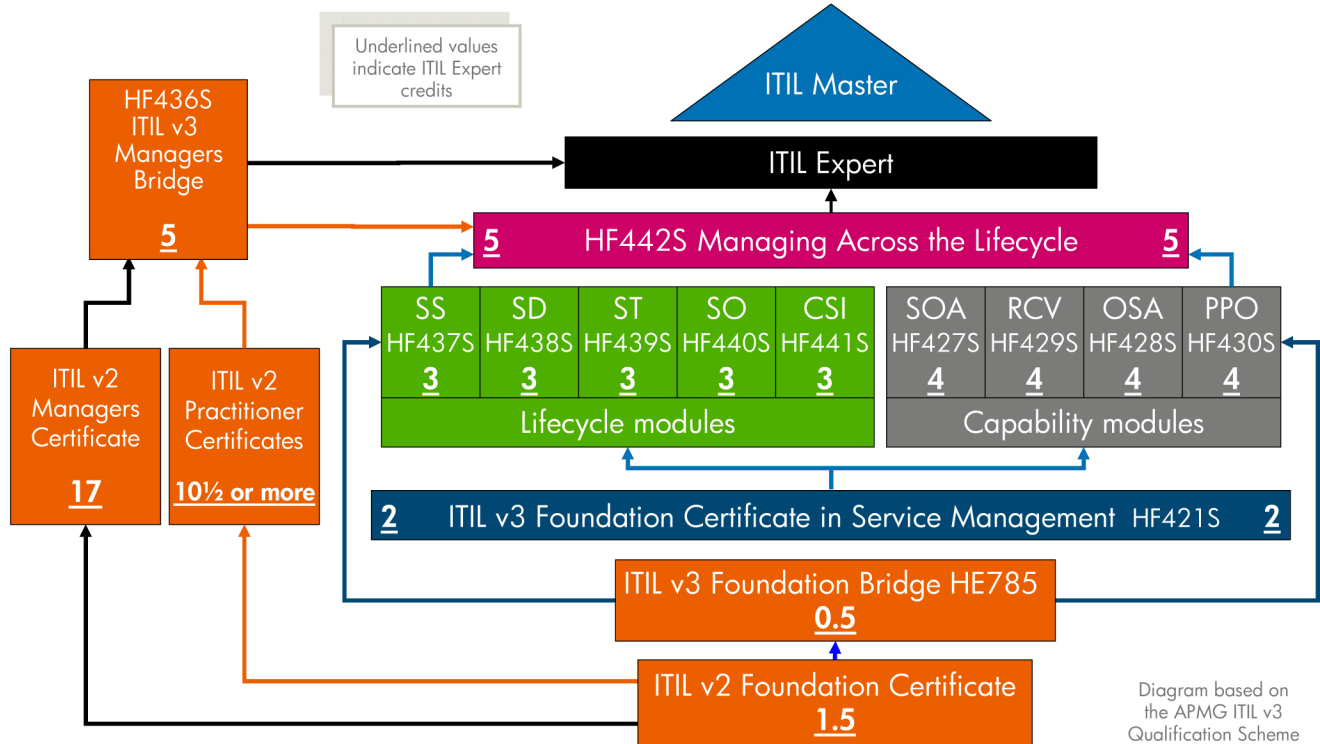 Underlined values
indicate ITIL Expert
credits
ITIL Master
HF436S
ITIL v3
Managers
Bridge
5
ITIL Expert
5 HF442S Managing Across the Lifecycle 5
SS SD ST SO CSI
HF437S HF438S HF439S HF440S HF441S
3 3 3 3 3
Lifecycle modules
SOA RCV OSA PPO
HF427S HF429S HF428S HF430S
4 4 4 4
Capability modules
ITIL v2
Managers
Certificate
17
ITIL v2
Practitioner
Certificates
10½ or more
2 ITIL v3 Foundation Certificate in Service Management HF421S 2
ITIL v3 Foundation Bridge HE785
0.5
ITIL v2 Foundation Certificate
1.5
Diagram based on
the APMG ITIL v3
Qualification Scheme